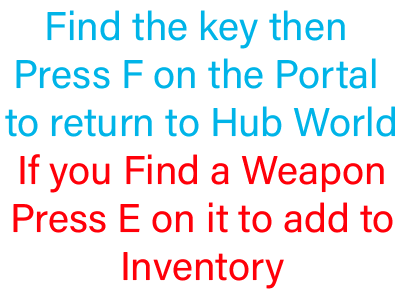 Find the key then
Press F on the Portal
to return to Hub World
If you Find a Weapon
Press E on it to add to
Inventory